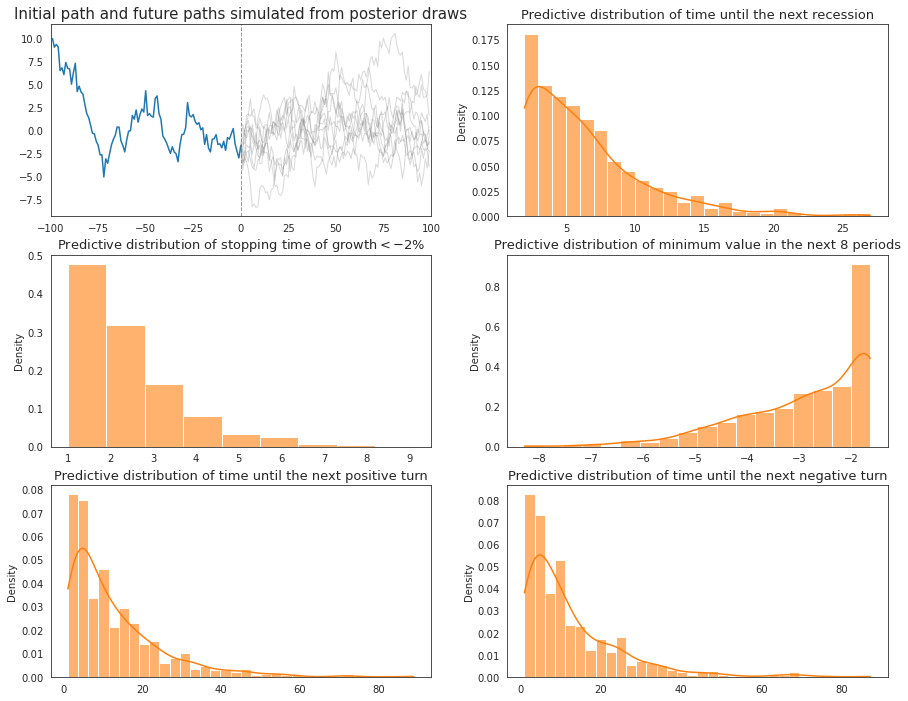 Initial path and future paths simulated from posterior draws
10.0
7.5
5.0
2.5
0.0
−2.5
−5.0
−7.5
−100 −75 −50 −25 0 25 50 75 100
Predictive distribution of time until the next recession
Density
0.175
0.150
0.125
0.100
0.075
0.050
0.025
0.000
5 10 15 20 25
Predictive distribution of stopping time of growth < −2%
Density
0.5
0.4
0.3
0.2
0.1
0.0
1 2 3 4 5 6 7 8 9
Predictive distribution of minimum value in the next 8 periods
Density
0.8
0.6
0.4
0.2
0.0
−8 −7 −6 −5 −4 −3 −2
Predictive distribution of time until the next positive turn
Density
0.08
0.07
0.06
0.05
0.04
0.03
0.02
0.01
0.00
0 20 40 60 80
Predictive distribution of time until the next negative turn
Density
0.08
0.07
0.06
0.05
0.04
0.03
0.02
0.01
0.00
0 20 40 60 80